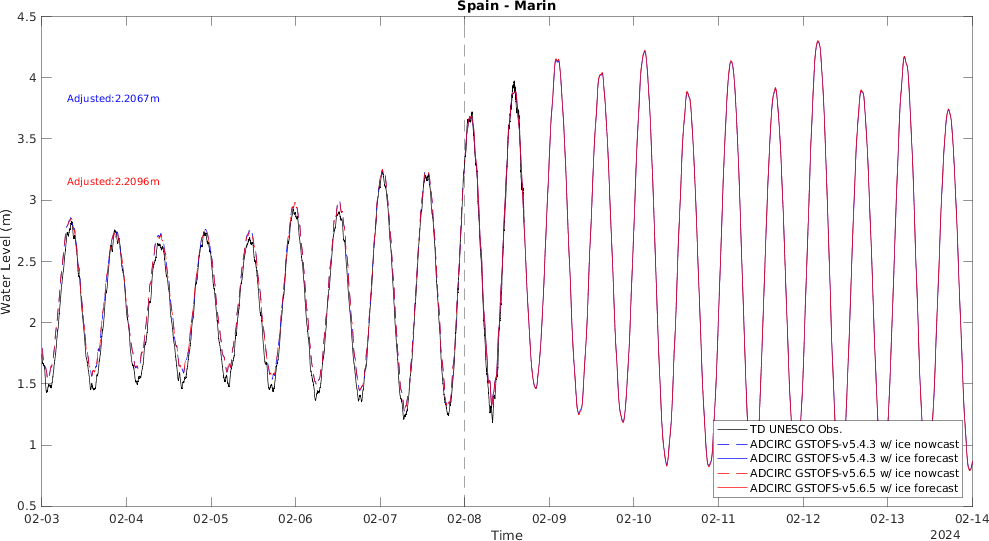 Spain - Marin
4.5
4
3.5
3
2.5
2
1.5
1
0.5
Water Level (m)
Adjusted:2.2067m
Adjusted:2.2096m
TD UNESCO Obs.
ADCIRC GSTOFS-v5.4.3 w/ ice nowcast
ADCIRC GSTOFS-v5.4.3 w/ ice forecast
ADCIRC GSTOFS-v5.6.5 w/ ice nowcast
ADCIRC GSTOFS-v5.6.5 w/ ice forecast
02-03 02-04 02-05 02-06 02-07 02-08 02-09 02-10 02-11 02-12 02-13 02-14
Time
2024